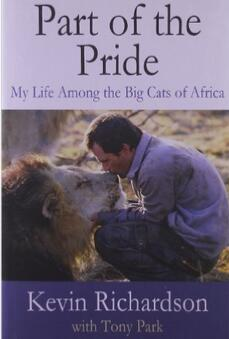 Part of the
Pride
My Life Among the Big Cats of Africa
Kevin Richardson
with Tony Park